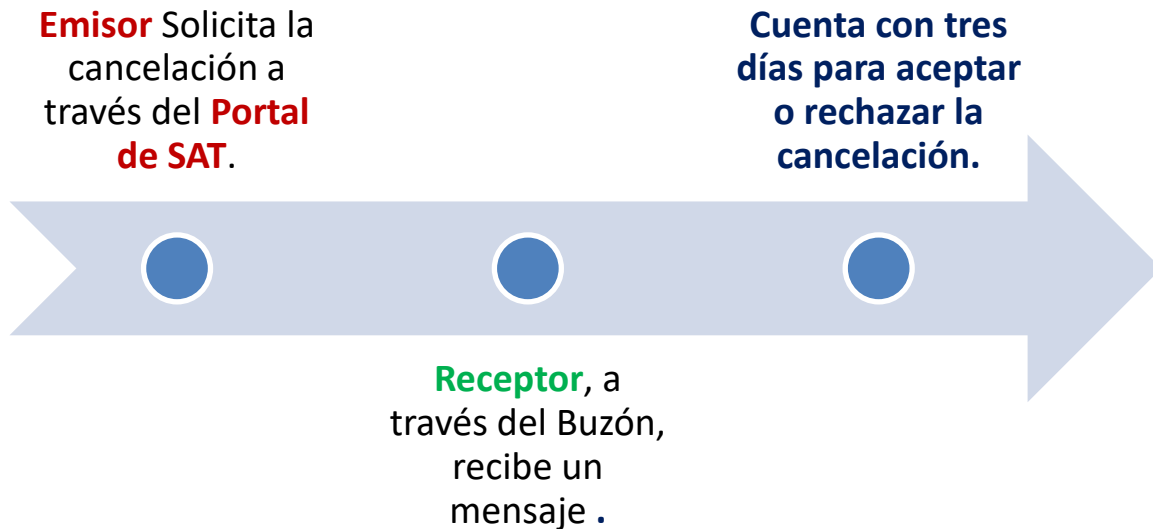 Emisor Solicita la
cancelación a
través del Portal
de SAT.
Receptor, a
través del Buzón,
recibe un
mensaje .
Cuenta con tres
días para aceptar
o rechazar la
cancelación.